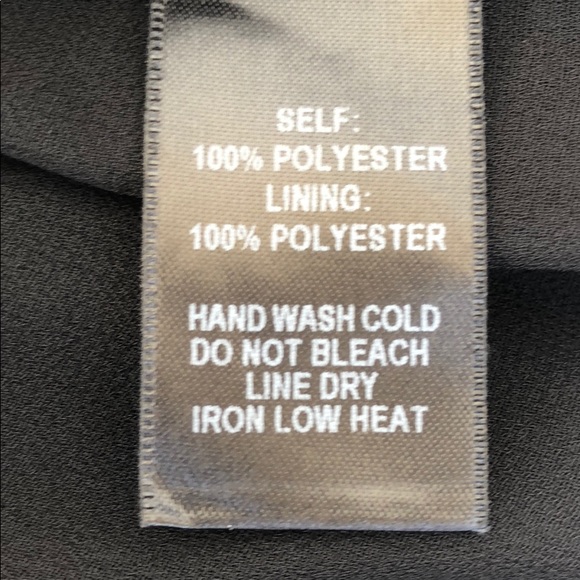 SELF:
100% POLYESTER
LINING:
100% POLYESTER
HAND WASH COLD
DO NOT BLEACH
LINE DRY
IRON LOW HEAT